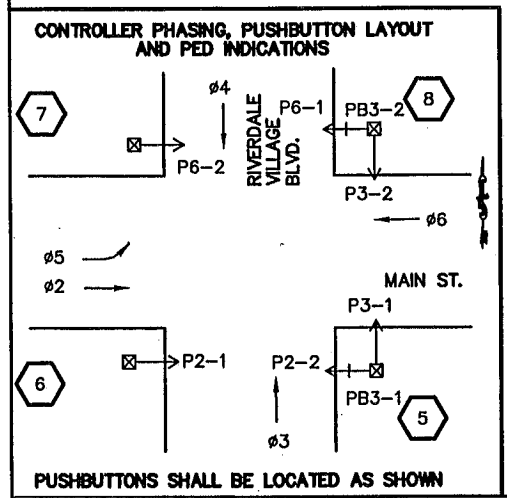 CONTROLLER PHASING, PUSHBUTTON LAYOUT
AND PED INDICATIONS
7
ø4
8
P6-1
PB3-2
P6-2
RIVERDALE
VILLAGE
BLVD.
P3-2
ø6
ø5
ø2
MAIN ST.
P3-1
P2-1
P2-2
6
PB3-1
5
ø3
PUSHBUTTONS SHALL BE LOCATED AS SHOWN